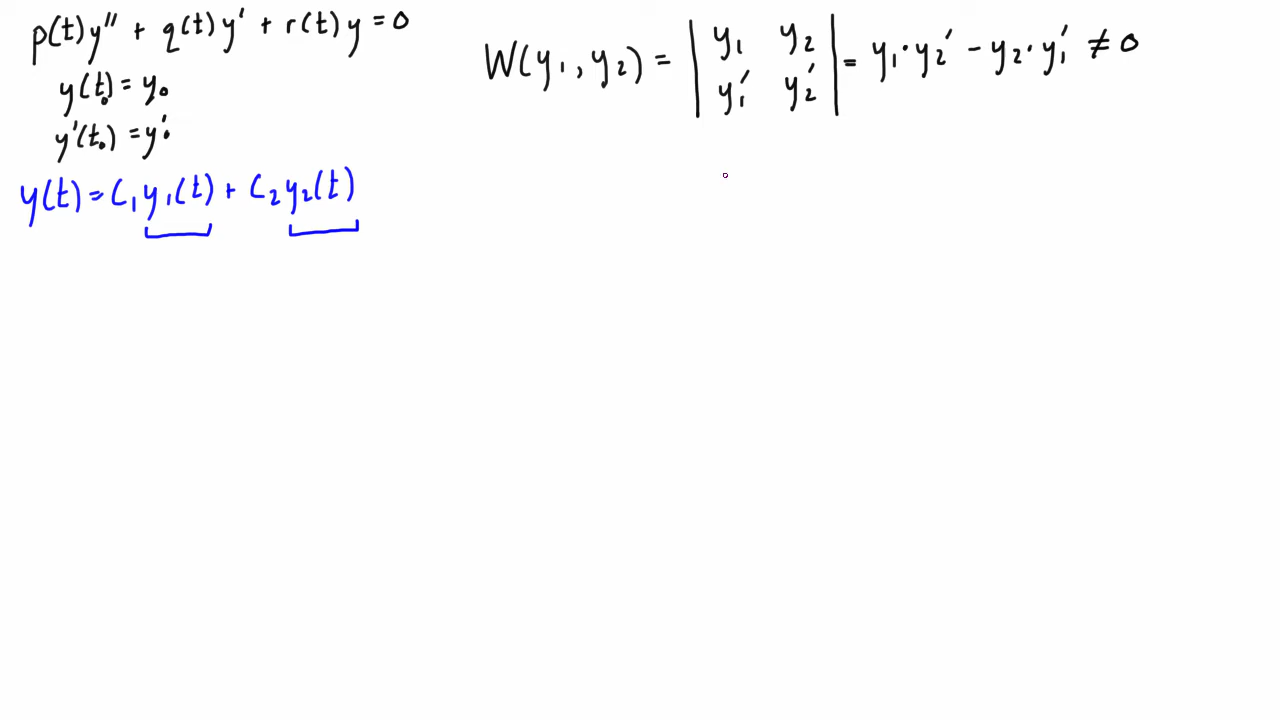 p(t)y'' + q(t)y' + r(t)y = 0
y(t₀) = y₀
y'(t₀) = y'₀
y(t) = C₁y₁(t) + C₂y₂(t)
W(y₁, y₂) = | y₁ y₂ | = y₁·y₂' - y₂·y₁' ≠ 0
| y₁' y₂' |